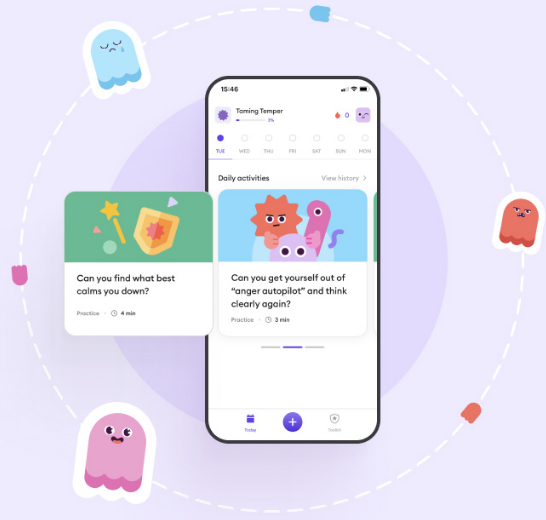 15:46
Taming Temper
3%
0
TUE WED THU FRI SAT SUN MON
Daily activities
View history
Can you find what best
calms you down?
Practice · 4 min
Can you get yourself out of
“anger autopilot” and think
clearly again?
Practice · 3 min
Today
Toolkit